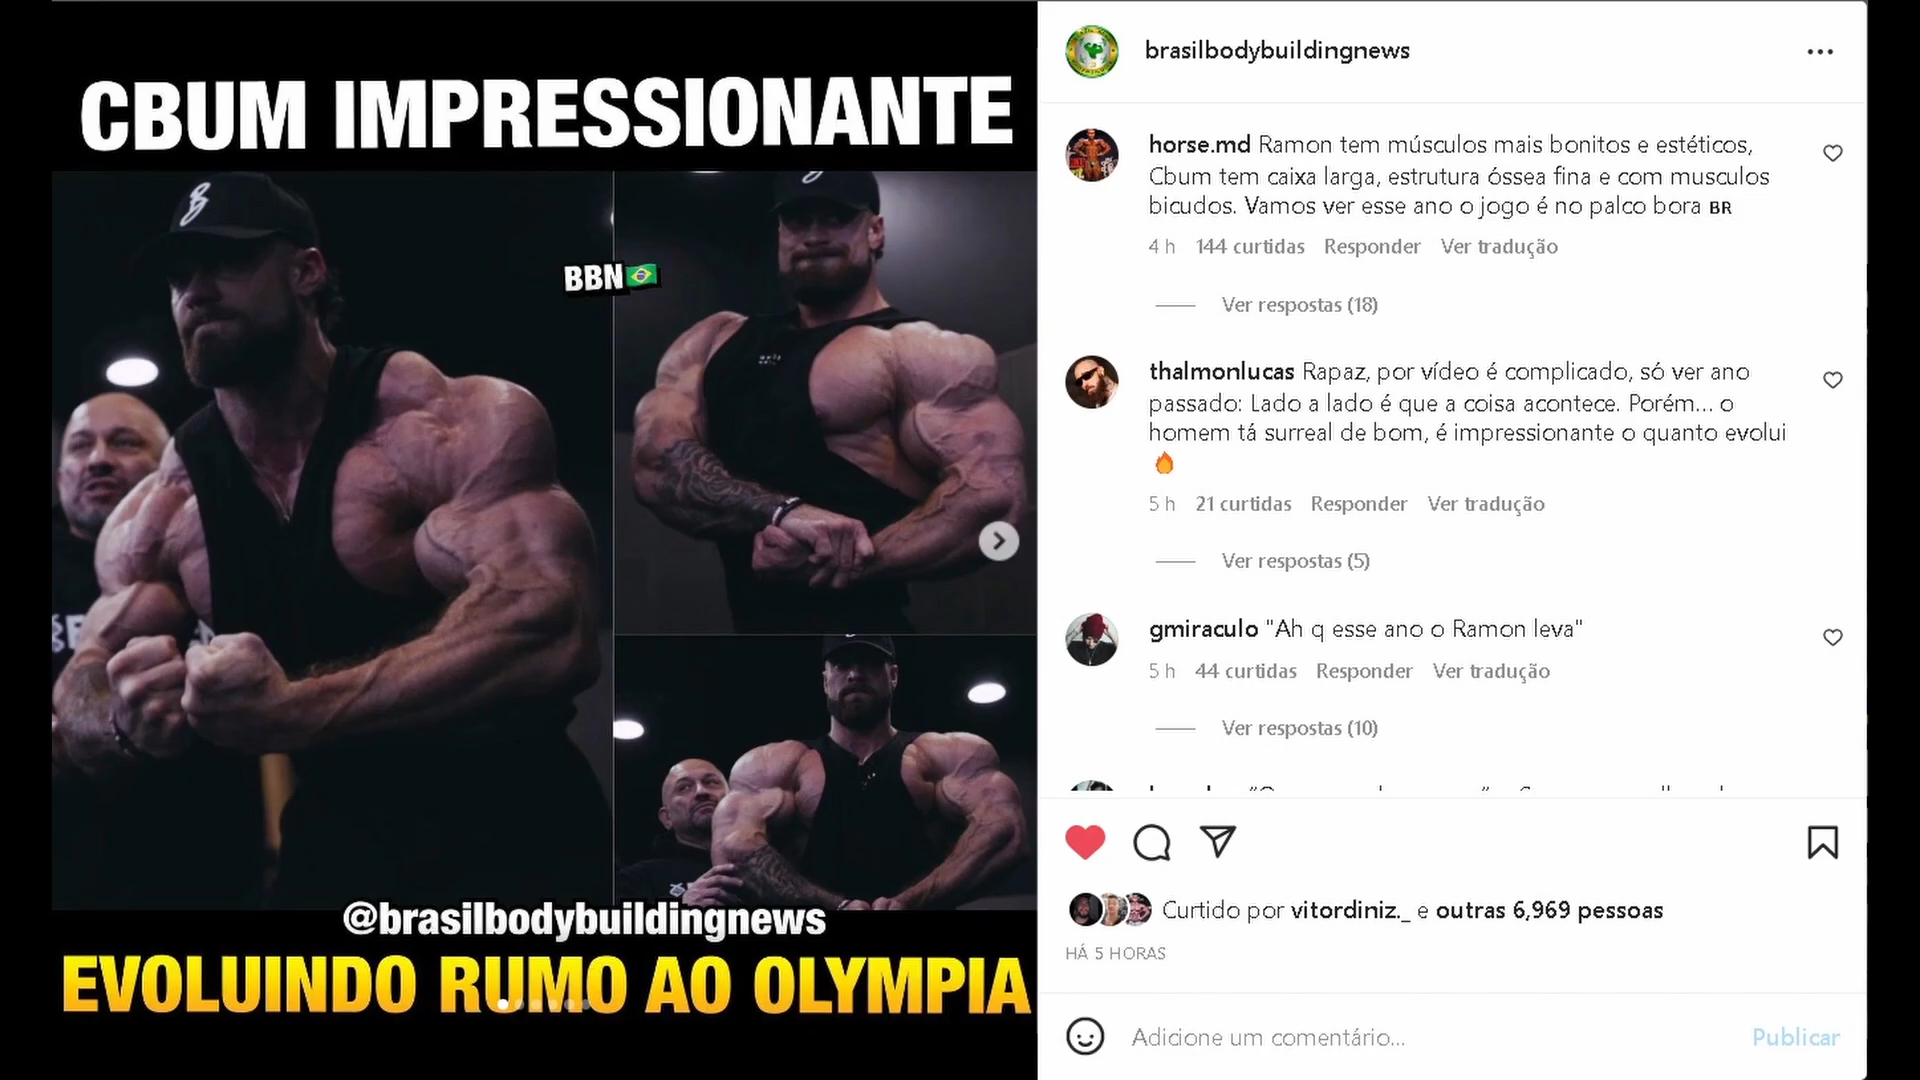 CBUM IMPRESSIONANTE
BBN
@brasilbodybuildingnews
EVOLUINDO RUMO AO OLYMPIA
brasilbodybuildingnews
horse.md Ramon tem músculos mais bonitos e estéticos,
Cbum tem caixa larga, estrutura óssea fina e com musculos
bicudos. Vamos ver esse ano o jogo é no palco bora BR
4 h 144 curtidas Responder Ver tradução
Ver respostas (18)
thalmonlucas Rapaz, por vídeo é complicado, só ver ano
passado: Lado a lado é que a coisa acontece. Porém... o
homem tá surreal de bom, é impressionante o quanto evolui
5 h 21 curtidas Responder Ver tradução
Ver respostas (5)
gmiraculo "Ah q esse ano o Ramon leva"
5 h 44 curtidas Responder Ver tradução
Ver respostas (10)
Curtido por vitordiniz._ e outras 6,969 pessoas
HÁ 5 HORAS
Adicione um comentário...
Publicar